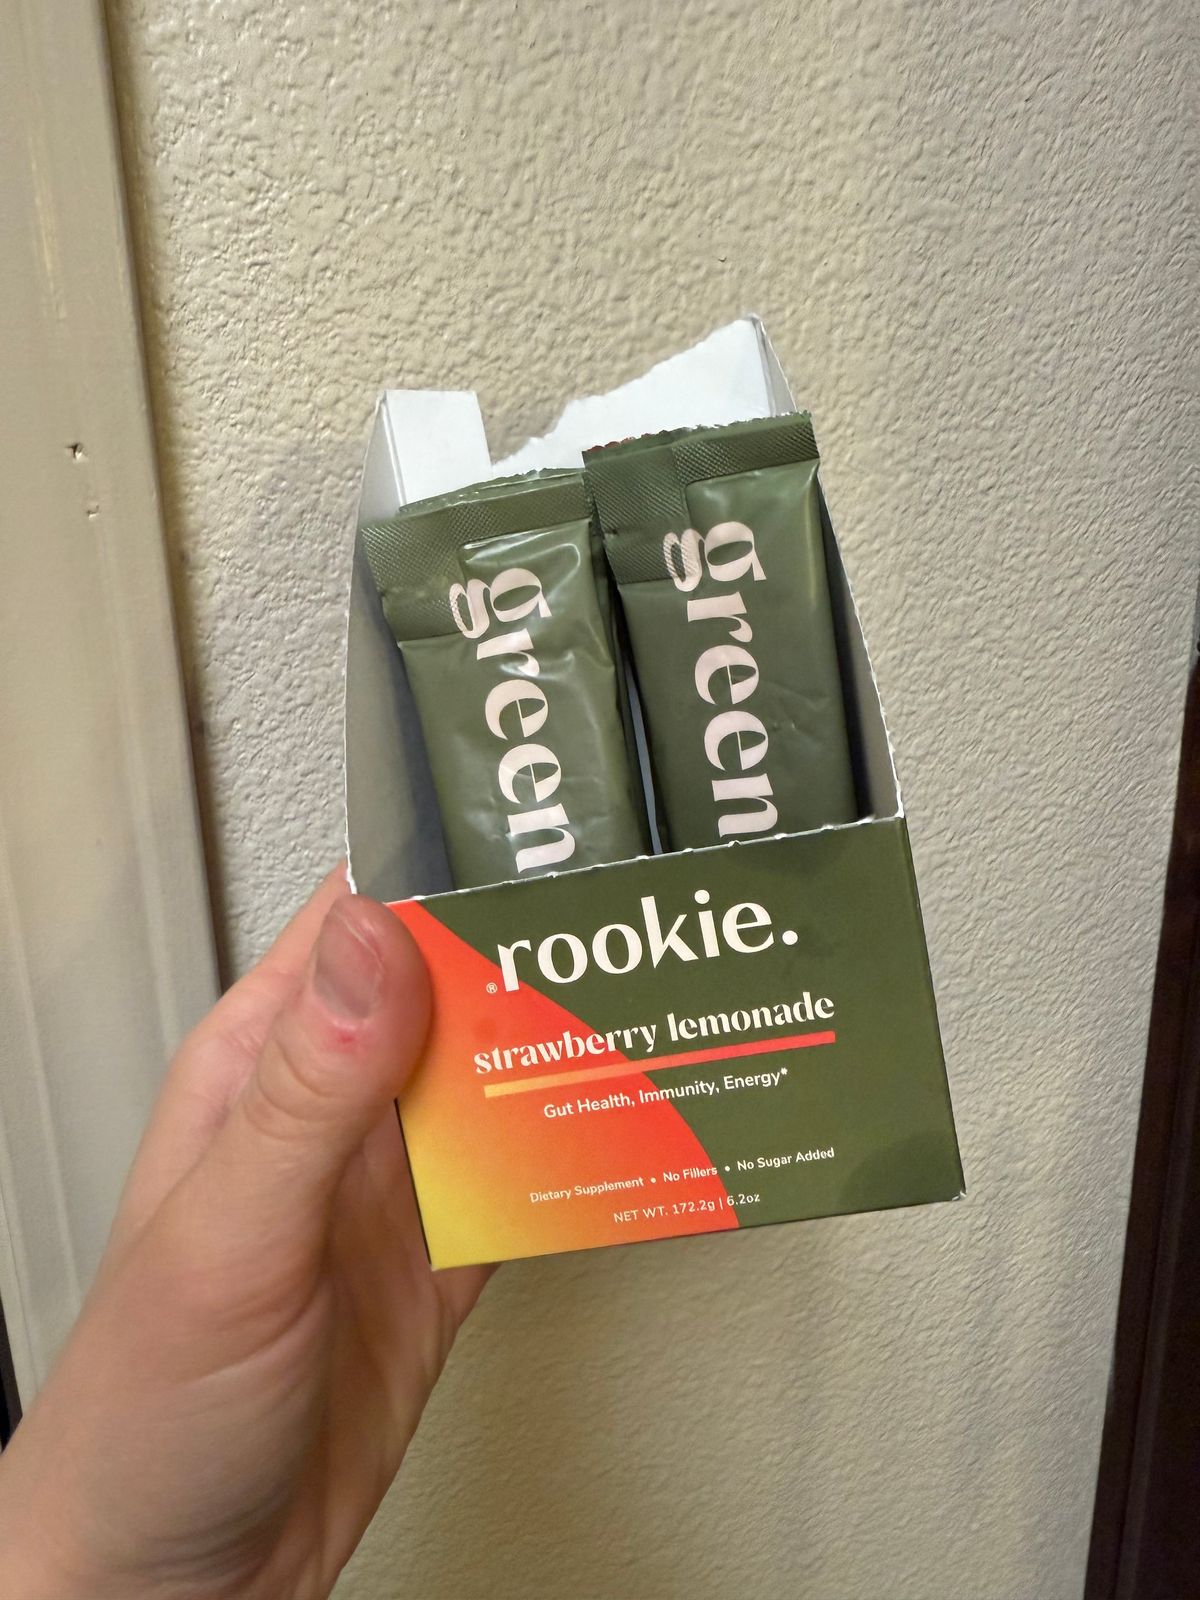 green
green
rookie.
®
strawberry lemonade
Gut Health, Immunity, Energy*
Dietary Supplement • No Fillers • No Sugar Added
NET WT. 172.2g | 6.2oz